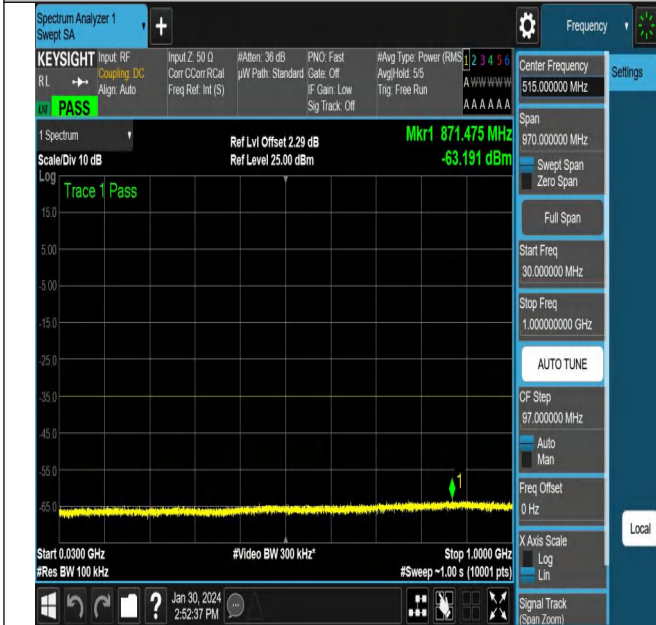 Spectrum Analyzer 1
Swept SA
+
Frequency
KEYSIGHT
Input: RF
Coupling: DC
Align: Auto
Input Z: 50 Ω
Corr CCorr RCal
Freq Ref: Int (S)
#Atten: 36 dB
µW Path: Standard
PNO: Fast
Gate: Off
IF Gain: Low
Sig Track: Off
#Avg Type: Power (RMS
Avg|Hold: 5/5
Trig: Free Run
1 2 3 4 5 6
A W W W W W
A A A A A A
RL
PASS
1 Spectrum
Scale/Div 10 dB
Ref Lvl Offset 2.29 dB
Ref Level 25.00 dBm
Mkr1 871.475 MHz
-63.191 dBm
Log
Trace 1 Pass
15.0
5.00
-5.00
-15.0
-25.0
-35.0
-45.0
-55.0
-65.0
1
Start 0.0300 GHz
#Res BW 100 kHz
#Video BW 300 kHz*
Stop 1.0000 GHz
#Sweep ~1.00 s (10001 pts)
Jan 30, 2024
2:52:37 PM
?
Center Frequency
515.000000 MHz
Settings
Span
970.000000 MHz
Swept Span
Zero Span
Full Span
Start Freq
30.000000 MHz
Stop Freq
1.000000000 GHz
AUTO TUNE
CF Step
97.000000 MHz
Auto
Man
Freq Offset
0 Hz
Local
X Axis Scale
Log
Lin
Signal Track
(Span Zoom)